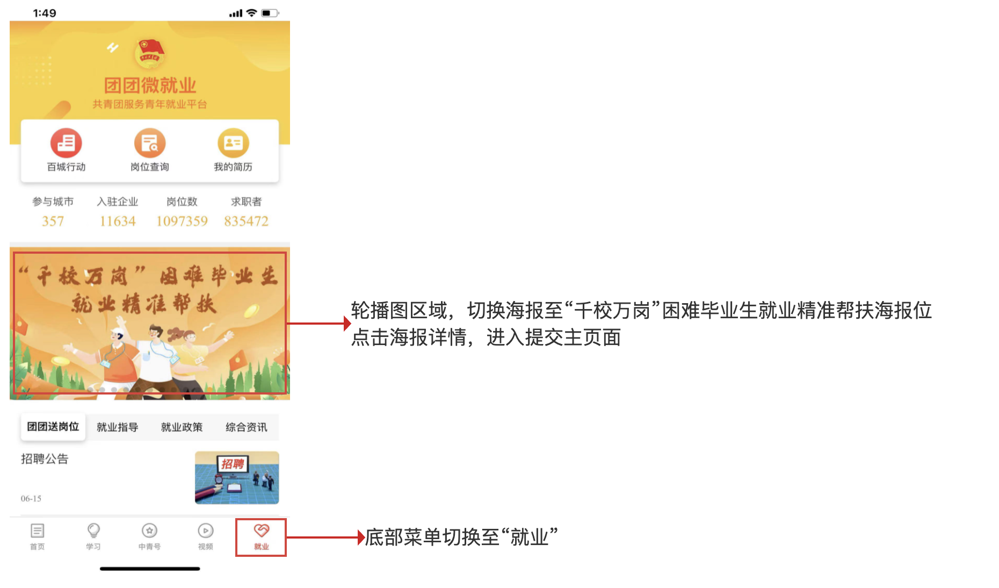 1:49
团团微就业
共青团服务青年就业平台
百城行动 岗位查询 我的简历
参与城市 入驻企业 岗位数 求职者
357 11634 1097359 835472
“千校万岗”困难毕业生
就业精准帮扶
轮播图区域，切换海报至“千校万岗”困难毕业生就业精准帮扶海报位
点击海报详情，进入提交主页面
团团送岗位 就业指导 就业政策 综合资讯
招聘公告
招聘
06-15
首页 学习 中青号 视频 就业
底部菜单切换至“就业”